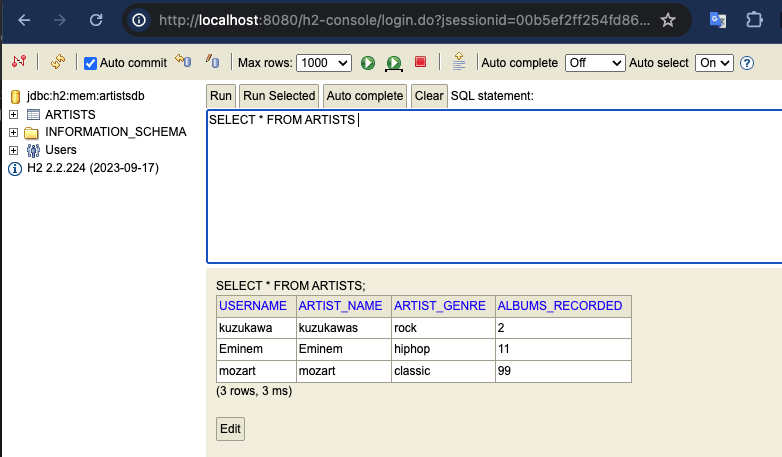 http://localhost:8080/h2-console/login.do?jsessionid=00b5ef2ff254fd86...
Auto commit Max rows: 1000 Auto complete Off Auto select On ?
jdbc:h2:mem:artistsdb
ARTISTS
INFORMATION_SCHEMA
Users
H2 2.2.224 (2023-09-17)
Run Run Selected Auto complete Clear SQL statement:
SELECT * FROM ARTISTS
SELECT * FROM ARTISTS;
USERNAME ARTIST_NAME ARTIST_GENRE ALBUMS_RECORDED
kuzukawa kuzukawas rock 2
Eminem Eminem hiphop 11
mozart mozart classic 99
(3 rows, 3 ms)
Edit